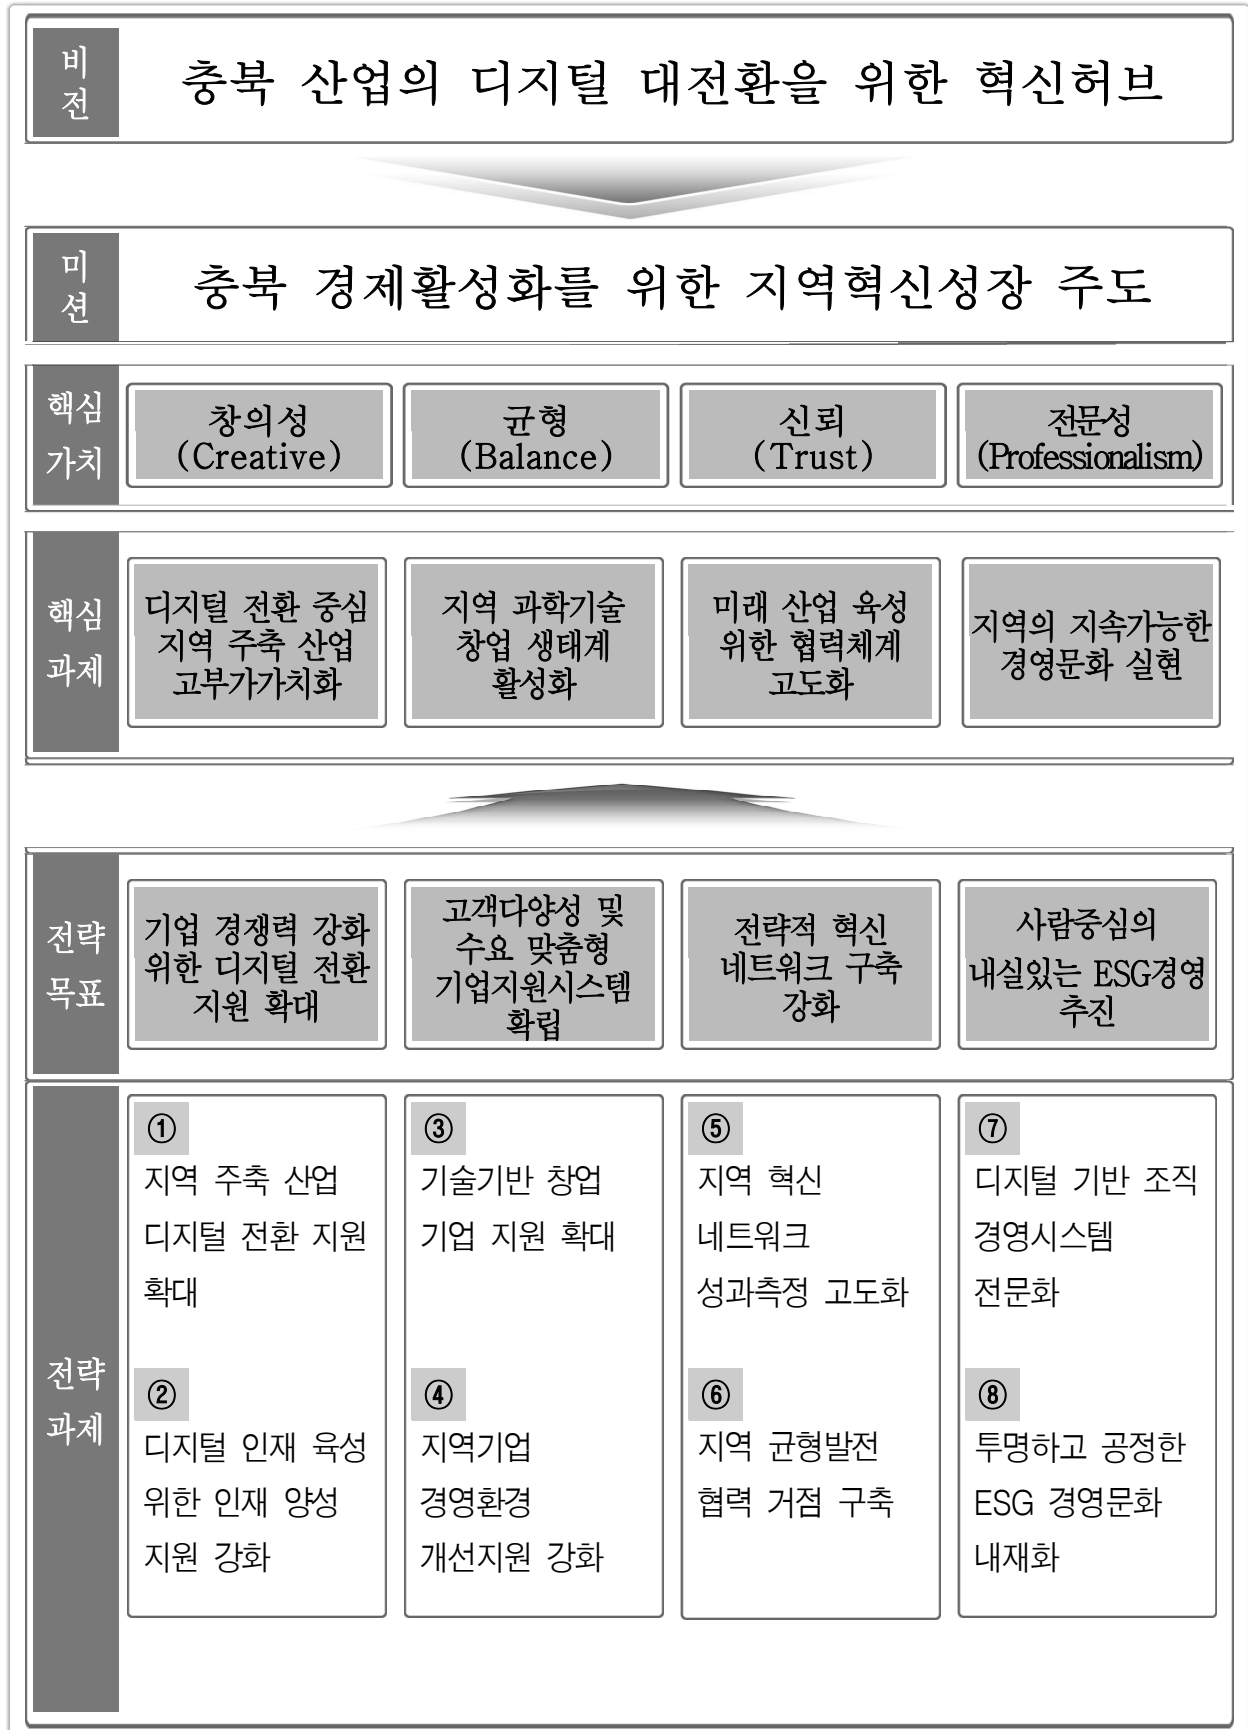 비
전
충북 산업의 디지털 대전환을 위한 혁신허브
미
션
충북 경제활성화를 위한 지역혁신성장 주도
핵심
가치
창의성
(Creative)
균형
(Balance)
신뢰
(Trust)
전문성
(Professionalism)
핵심
과제
디지털 전환 중심
지역 주축 산업
고부가가치화
지역 과학기술
창업 생태계
활성화
미래 산업 육성
위한 협력체계
고도화
지역의 지속가능한
경영문화 실현
전략
목표
기업 경쟁력 강화
위한 디지털 전환
지원 확대
고객다양성 및
수요 맞춤형
기업지원시스템
확립
전략적 혁신
네트워크 구축
강화
사람중심의
내실있는 ESG경영
추진
전략
과제
①
지역 주축 산업
디지털 전환 지원
확대
②
디지털 인재 육성
위한 인재 양성
지원 강화
③
기술기반 창업
기업 지원 확대
④
지역기업
경영환경
개선지원 강화
⑤
지역 혁신
네트워크
성과측정 고도화
⑥
지역 균형발전
협력 거점 구축
⑦
디지털 기반 조직
경영시스템
전문화
⑧
투명하고 공정한
ESG 경영문화
내재화